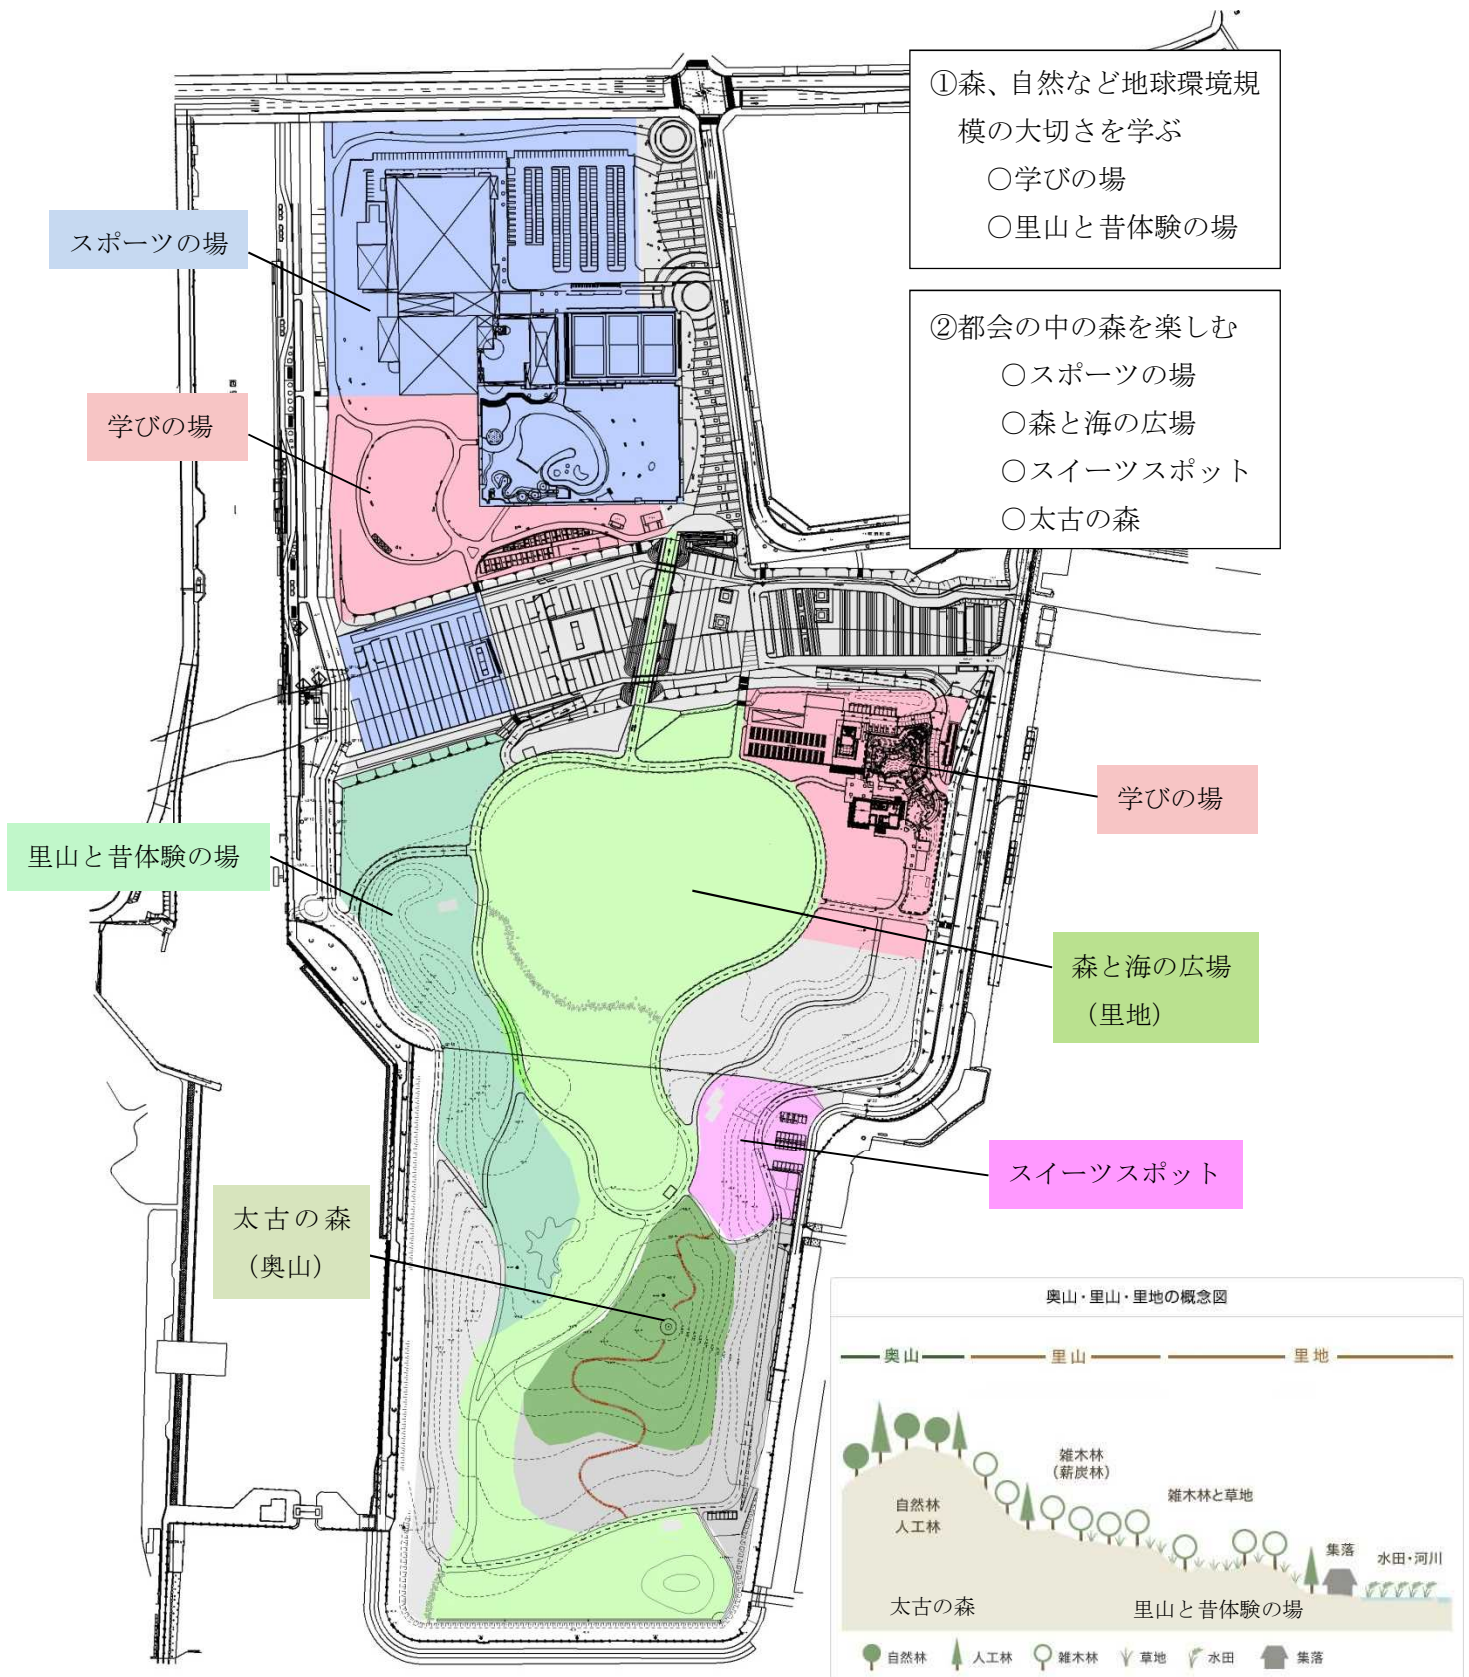 ①森、自然など地球環境規
模の大切さを学ぶ
○学びの場
○里山と昔体験の場
②都会の中の森を楽しむ
○スポーツの場
○森と海の広場
○スイーツスポット
○太古の森
スポーツの場
学びの場
学びの場
里山と昔体験の場
森と海の広場
（里地）
スイーツスポット
太古の森
（奥山）
奥山・里山・里地の概念図
奥山
里山
里地
雑木林
(薪炭林)
雑木林と草地
自然林
人工林
集落
水田・河川
太古の森
里山と昔体験の場
自然林
人工林
雑木林
草地
水田
集落